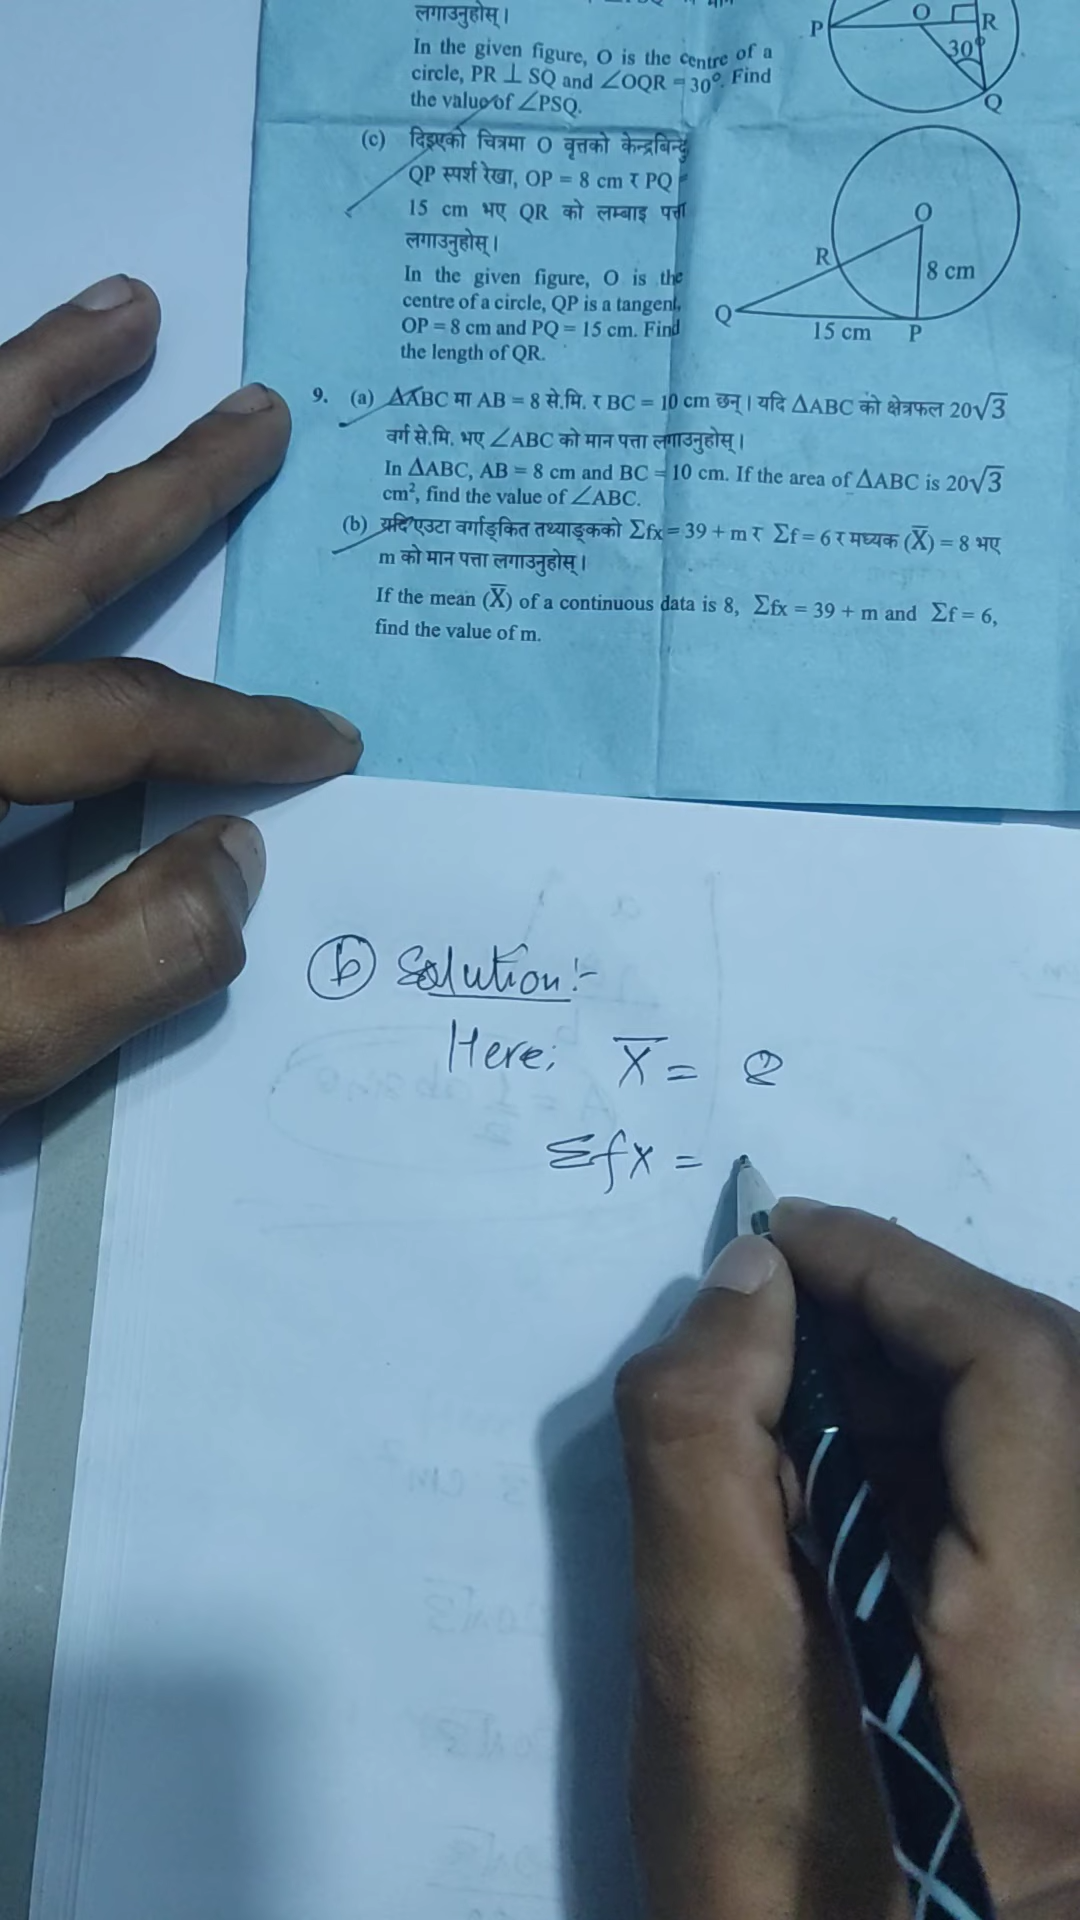 लगाउनुहोस् ।
In the given figure, O is the centre of a
circle, PR ⊥ SQ and ∠OQR = 30°. Find
the value of ∠PSQ.
P
O
R
30°
Q
(c) दिइएको चित्रमा O वृत्तको केन्द्रबिन्दु,
QP स्पर्श रेखा, OP = 8 cm र PQ =
15 cm भए QR को लम्बाइ पत्ता
लगाउनुहोस् ।
In the given figure, O is the
centre of a circle, QP is a tangent,
OP = 8 cm and PQ = 15 cm. Find
the length of QR.
O
R
8 cm
Q
15 cm
P
9. (a) ΔABC मा AB = 8 से.मि. र BC = 10 cm छन् । यदि ΔABC को क्षेत्रफल 20√3
वर्ग से.मि. भए ∠ABC को मान पत्ता लगाउनुहोस् ।
In ΔABC, AB = 8 cm and BC = 10 cm. If the area of ΔABC is 20√3
cm², find the value of ∠ABC.
(b) यदि एउटा वर्गाङ्कित तथ्याङ्कको Σfx = 39 + m र Σf = 6 र मध्यक (X̅) = 8 भए
m को मान पत्ता लगाउनुहोस् ।
If the mean (X̅) of a continuous data is 8, Σfx = 39 + m and Σf = 6,
find the value of m.
(b) Solution:-
Here; X̅ = 8
Σfx =